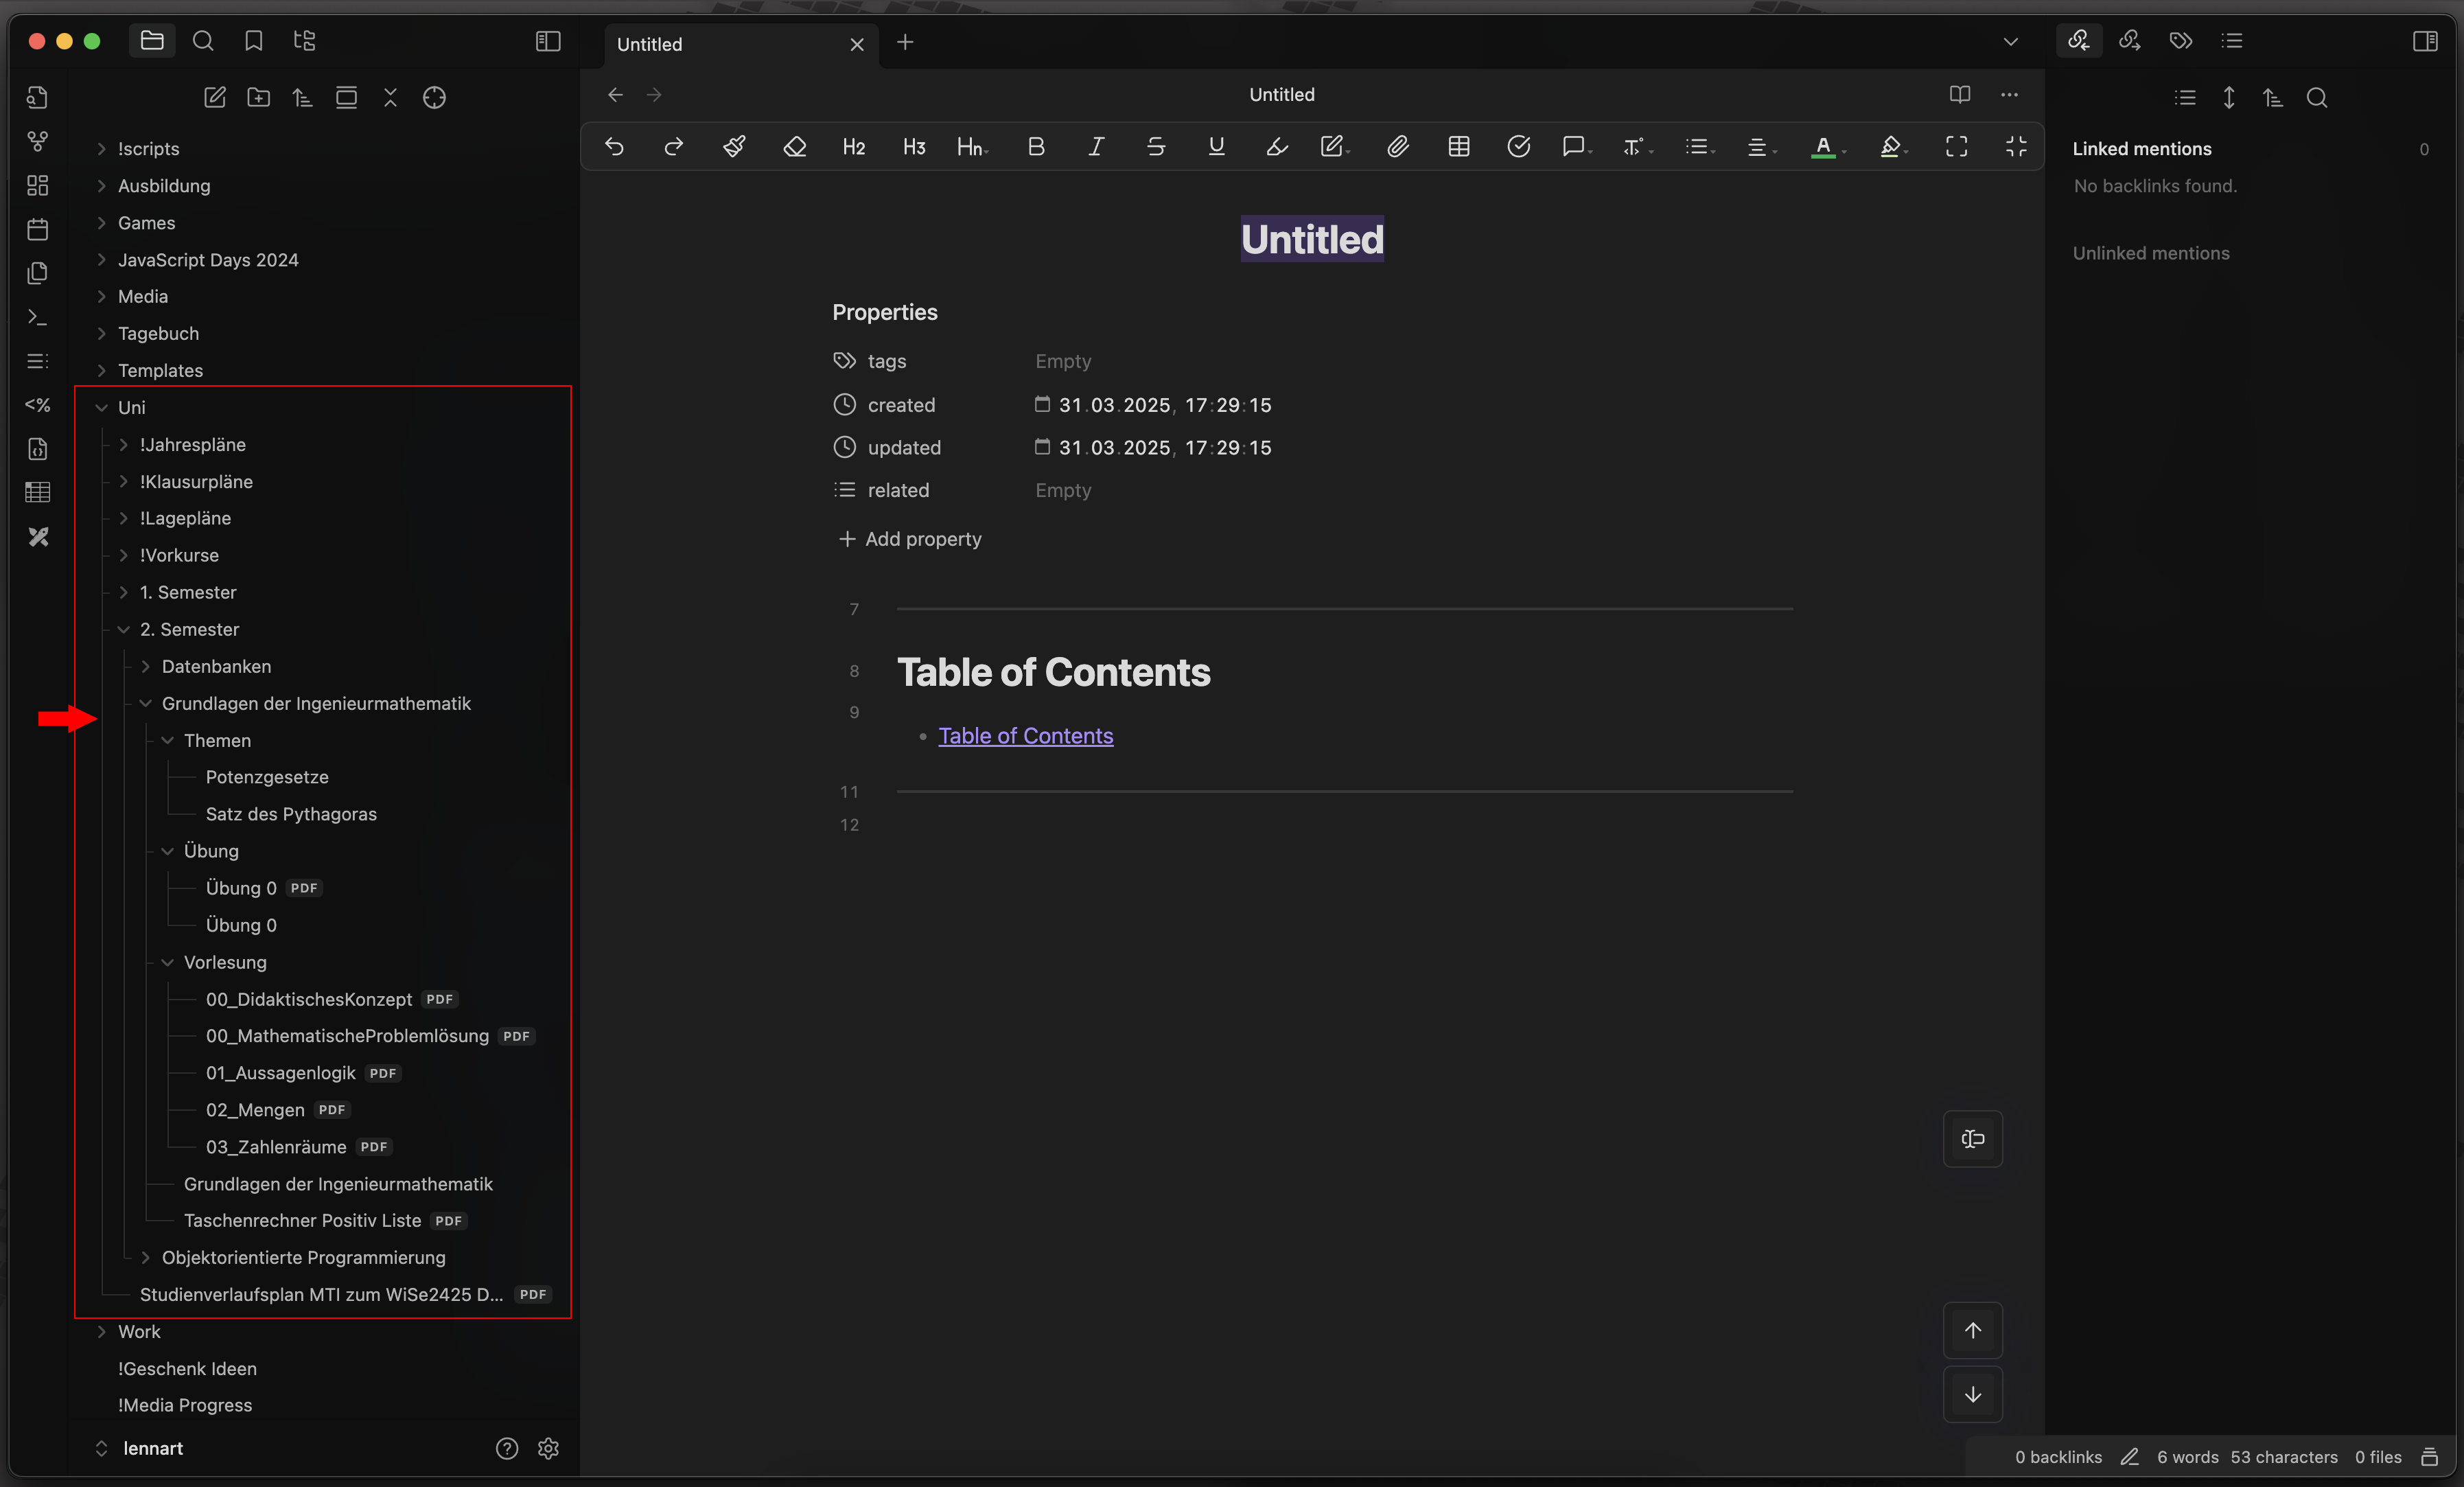 Untitled
Untitled
H2 H3 Hn B I S U T A
!scripts
Ausbildung
Games
JavaScript Days 2024
Media
Tagebuch
Templates
Uni
<%
!Jahrespläne
!Klausurpläne
!Lagepläne
!Vorkurse
1. Semester
2. Semester
Datenbanken
Grundlagen der Ingenieurmathematik
Themen
Potenzgesetze
Satz des Pythagoras
Übung
Übung 0 PDF
Übung 0
Vorlesung
00_DidaktischesKonzept PDF
00_MathematischeProblemlösung PDF
01_Aussagenlogik PDF
02_Mengen PDF
03_Zahlenräume PDF
Grundlagen der Ingenieurmathematik
Taschenrechner Positiv Liste PDF
Objektorientierte Programmierung
Studienverlaufsplan MTI zum WiSe2425 D... PDF
Work
!Geschenk Ideen
!Media Progress
lennart
Untitled
Properties
tags Empty
created 31.03.2025, 17:29:15
updated 31.03.2025, 17:29:15
related Empty
Add property
7
8 Table of Contents
9
Table of Contents
11
12
Linked mentions 0
No backlinks found.
Unlinked mentions
0 backlinks 6 words 53 characters 0 files